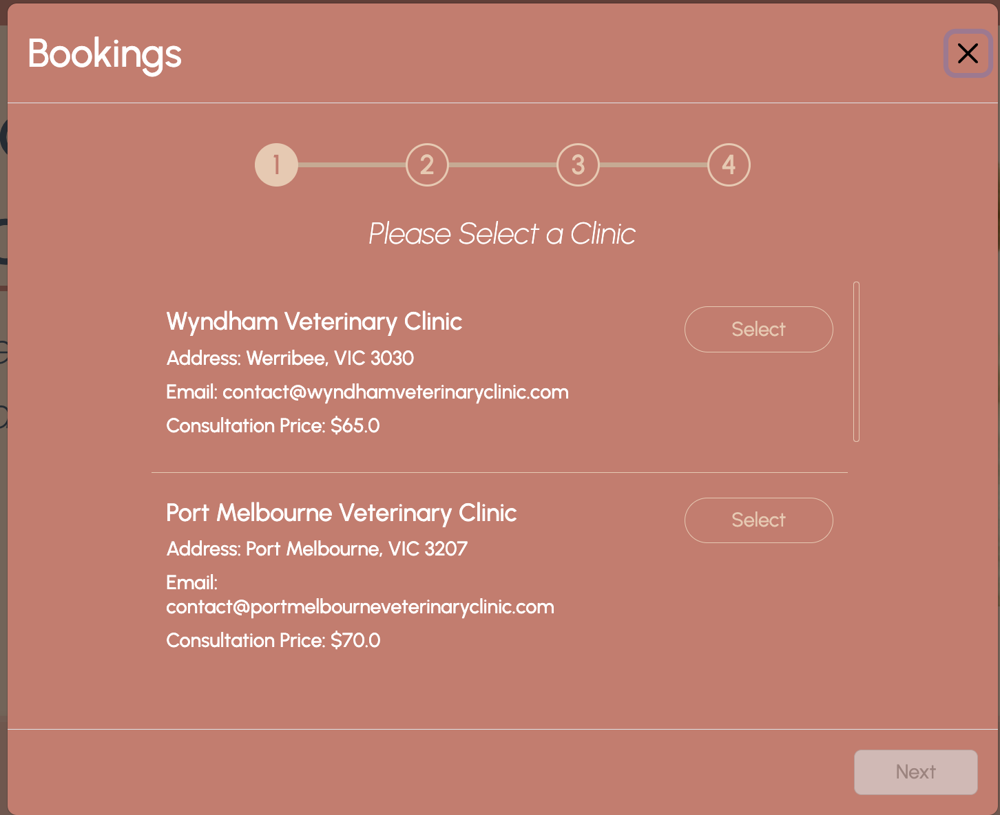 Bookings
1 2 3 4
Please Select a Clinic
Wyndham Veterinary Clinic
Select
Address: Werribee, VIC 3030
Email: contact@wyndhamveterinaryclinic.com
Consultation Price: $65.0
Port Melbourne Veterinary Clinic
Select
Address: Port Melbourne, VIC 3207
Email:
contact@portmelbourneveterinaryclinic.com
Consultation Price: $70.0
Next